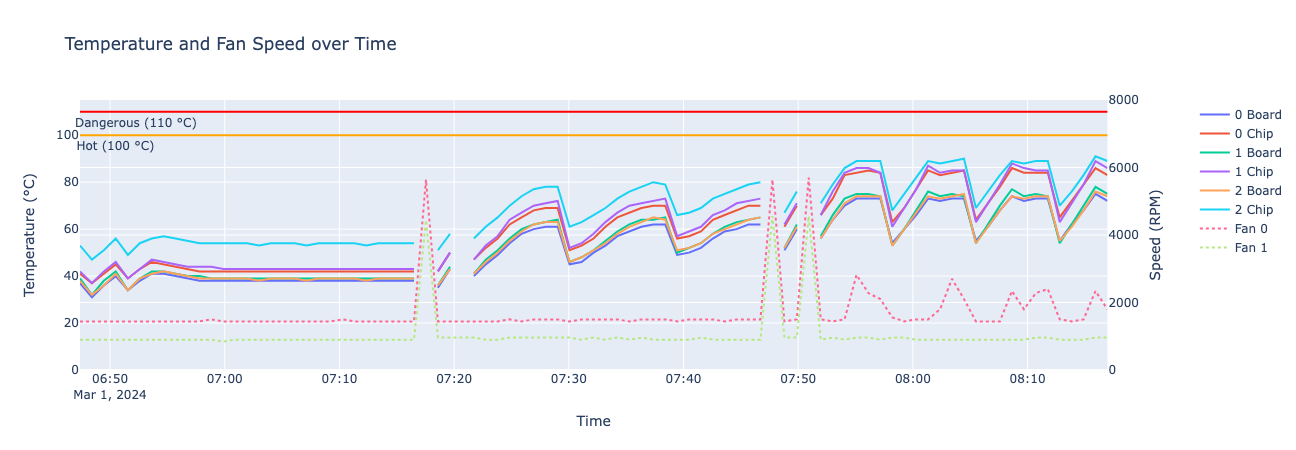 Temperature and Fan Speed over Time
Dangerous (110 °C)
Hot (100 °C)
100
80
60
40
20
0
Temperature (°C)
8000
6000
4000
2000
0
Speed (RPM)
06:50 07:00 07:10 07:20 07:30 07:40 07:50 08:00 08:10
Mar 1, 2024
Time
0 Board
0 Chip
1 Board
1 Chip
2 Board
2 Chip
Fan 0
Fan 1